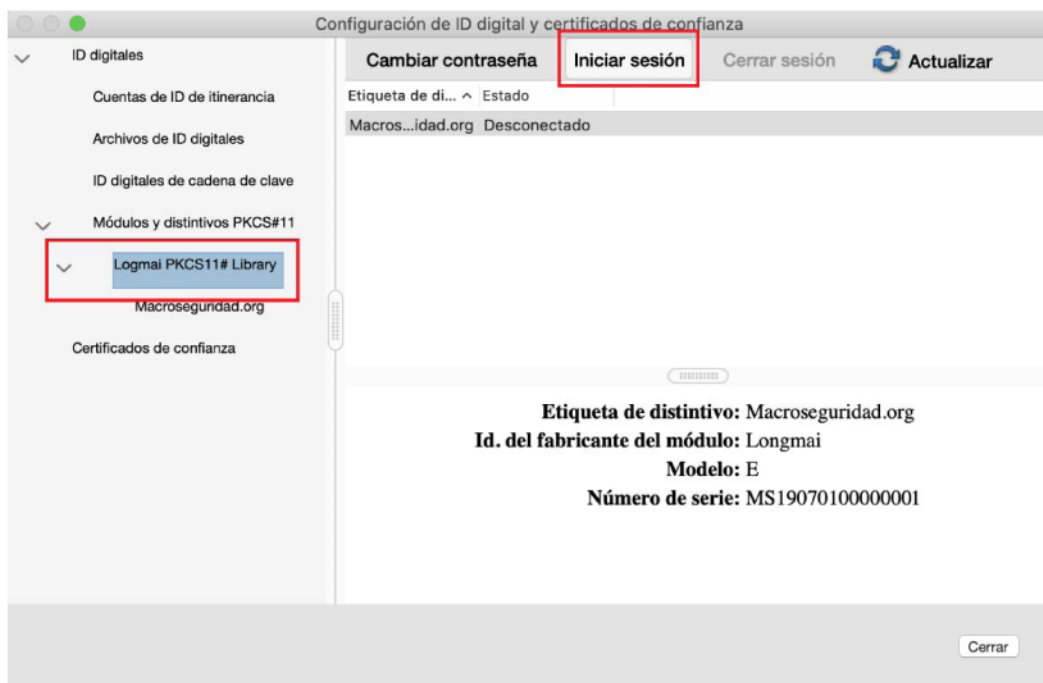 Configuración de ID digital y certificados de confianza
ID digitales
Cuentas de ID de itinerancia
Archivos de ID digitales
ID digitales de cadena de clave
Módulos y distintivos PKCS#11
Logmai PKCS11# Library
Macroseguridad.org
Certificados de confianza
Cambiar contraseña Iniciar sesión Cerrar sesión Actualizar
Etiqueta de di... Estado
Macros...idad.org Desconectado
Etiqueta de distintivo: Macroseguridad.org
Id. del fabricante del módulo: Longmai
Modelo: E
Número de serie: MS19070100000001
Cerrar